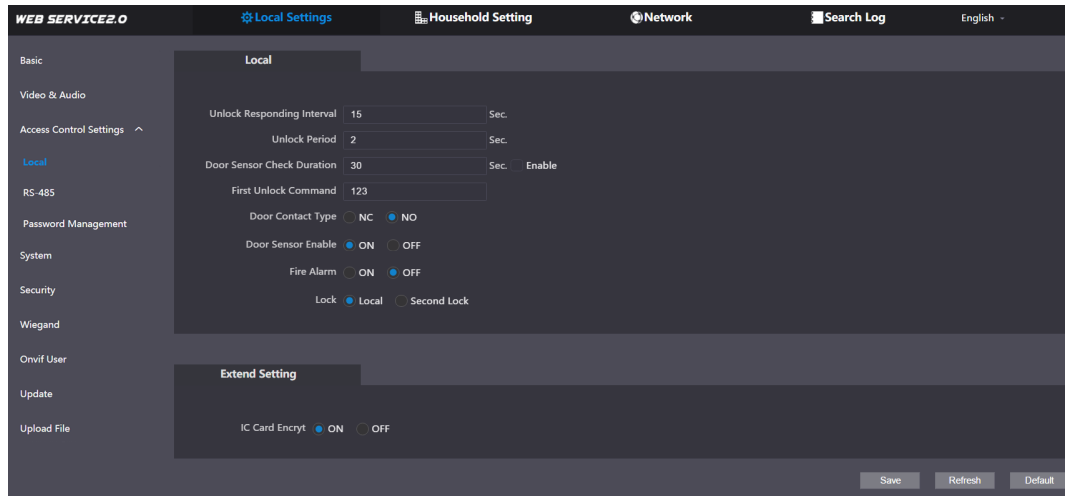 WEB SERVICE2.0 Local Settings Household Setting Network Search Log English
Basic
Video & Audio
Access Control Settings
Local
RS-485
Password Management
System
Security
Wiegand
Onvif User
Update
Upload File
Local
Unlock Responding Interval 15 Sec.
Unlock Period 2 Sec.
Door Sensor Check Duration 30 Sec. Enable
First Unlock Command 123
Door Contact Type NC NO
Door Sensor Enable ON OFF
Fire Alarm ON OFF
Lock Local Second Lock
Extend Setting
IC Card Encryt ON OFF
Save Refresh Default